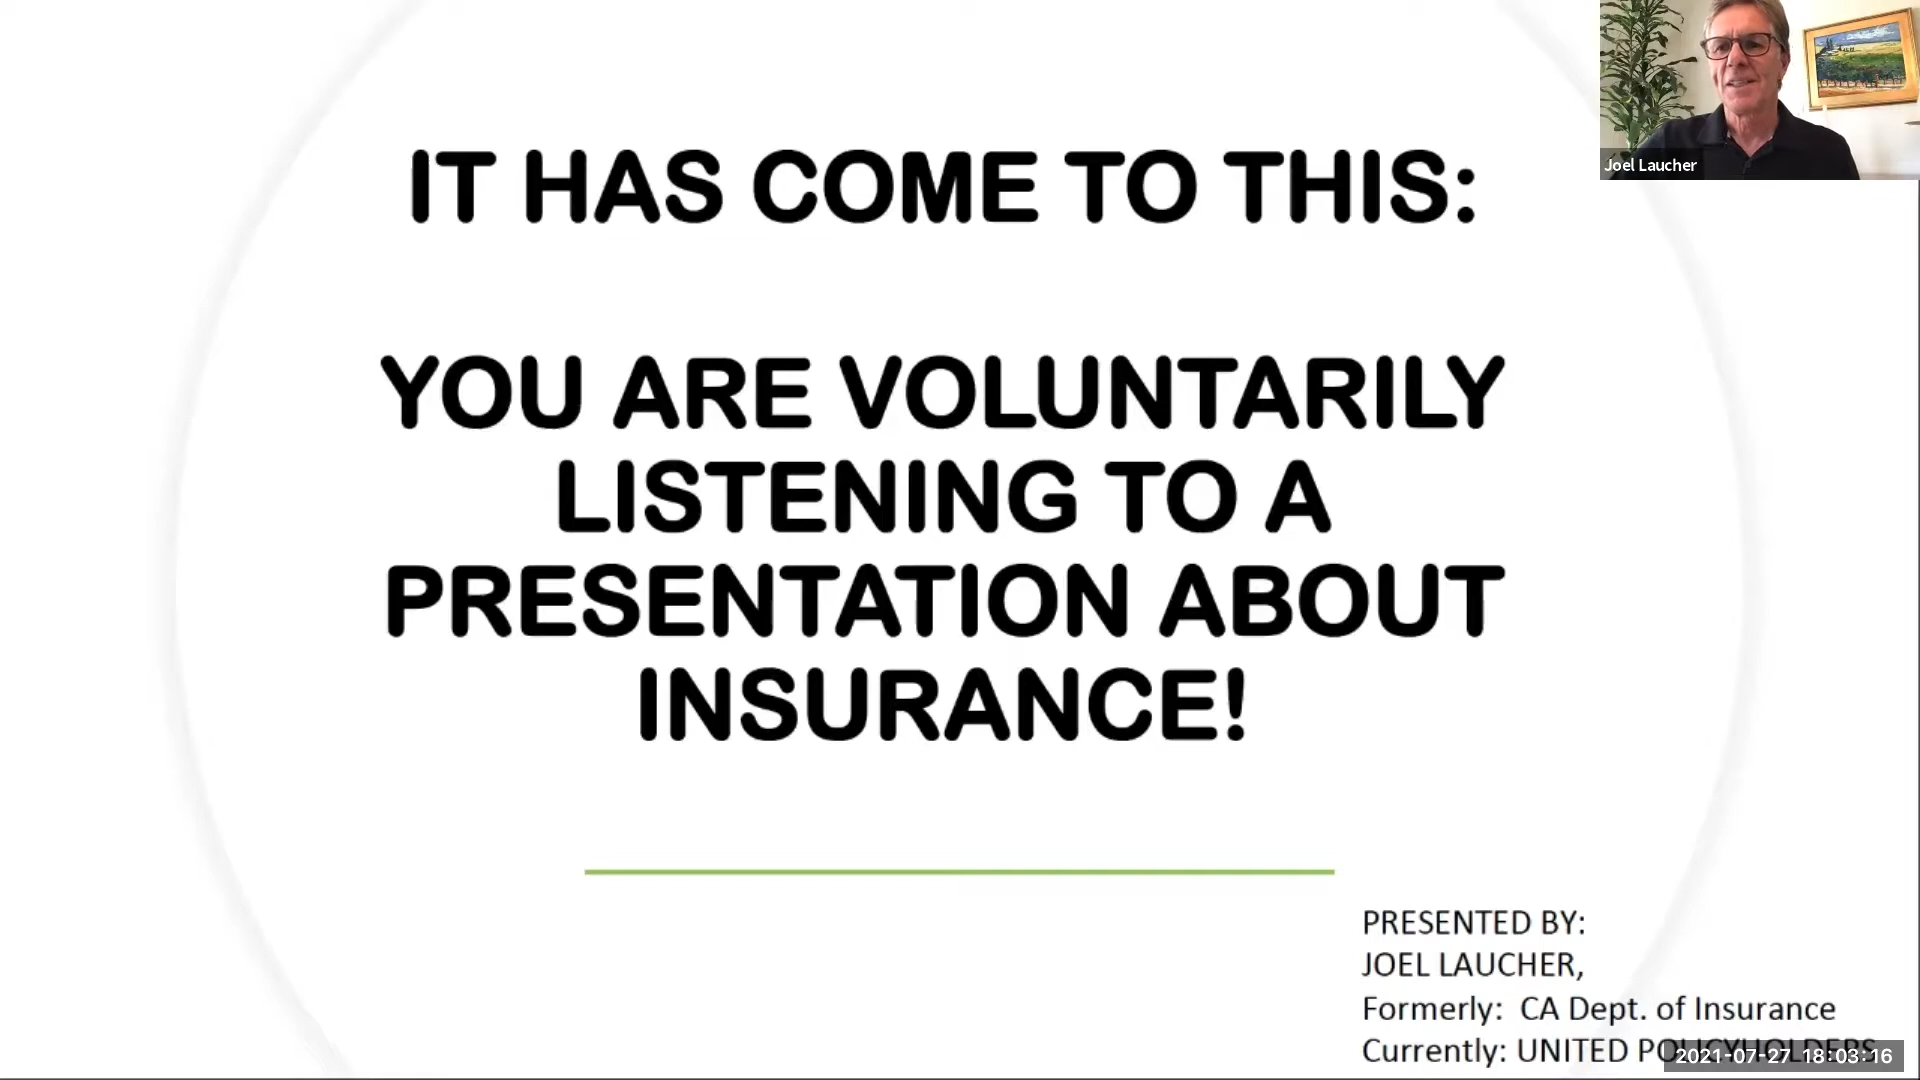 IT HAS COME TO THIS:
YOU ARE VOLUNTARILY
LISTENING TO A
PRESENTATION ABOUT
INSURANCE!
PRESENTED BY:
JOEL LAUCHER,
Formerly: CA Dept. of Insurance
Currently: UNITED POLICYHOLDERS
2021-07-27 18:03:16
Joel Laucher